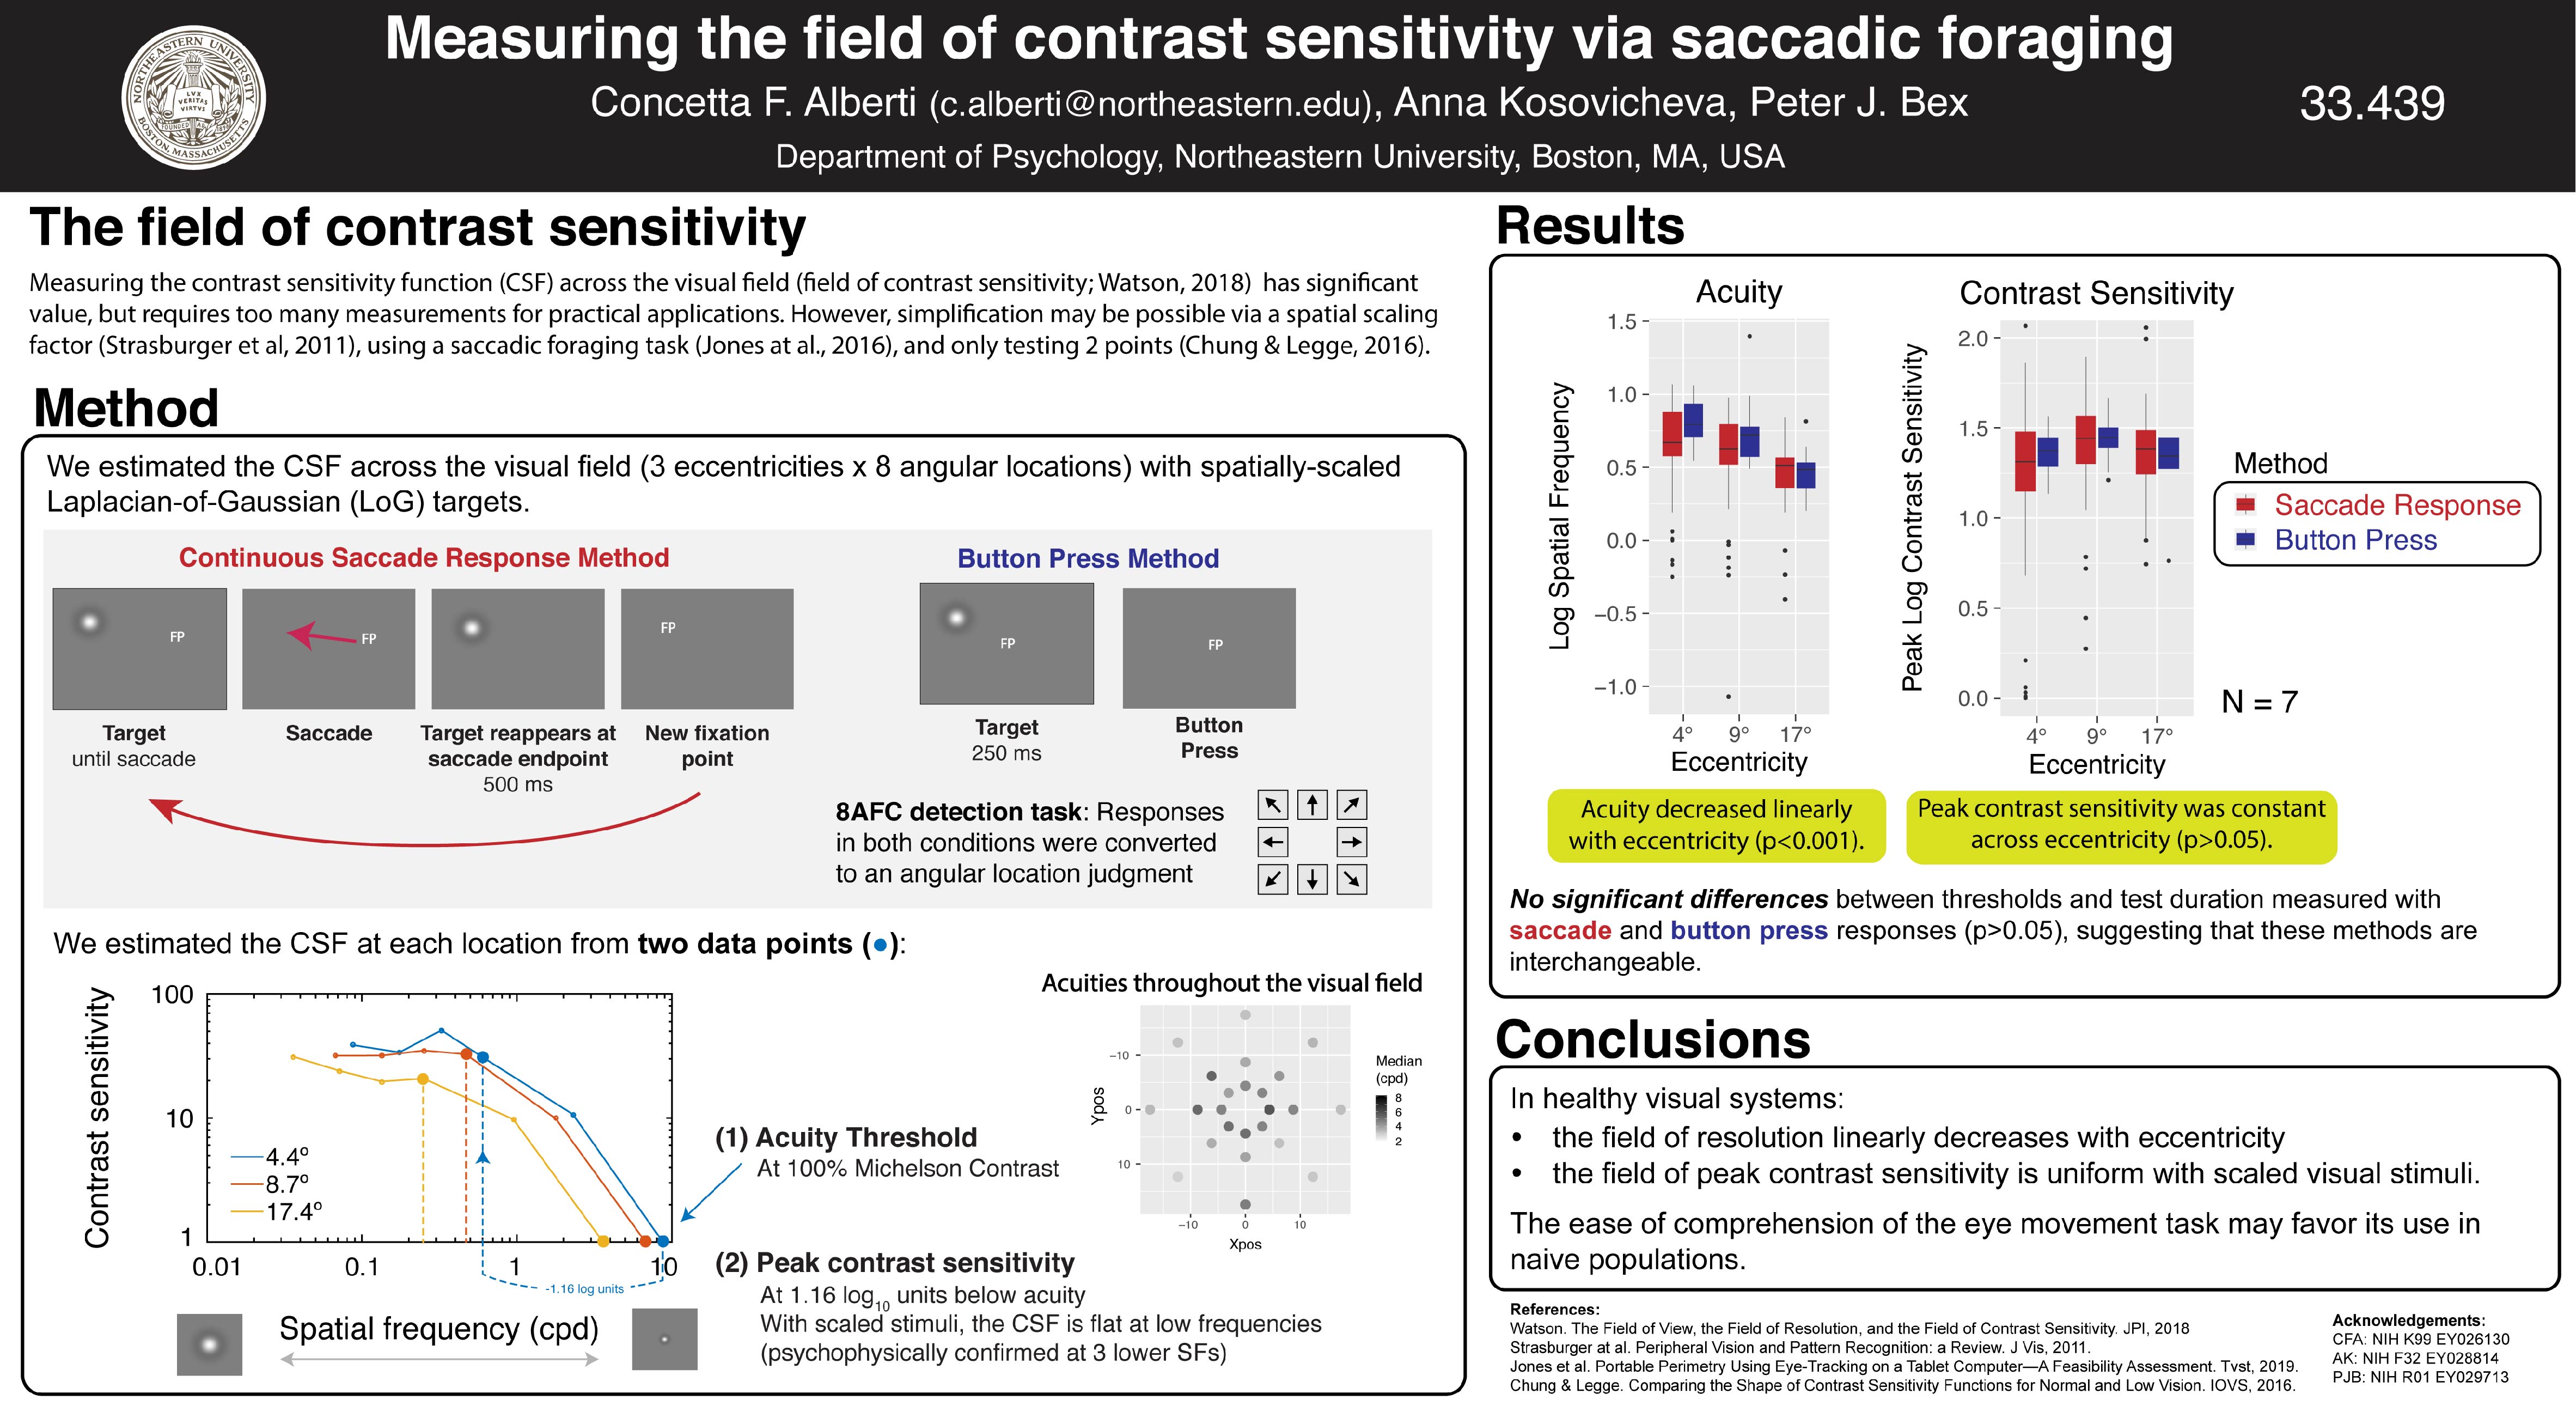 Measuring the field of contrast sensitivity via saccadic foraging
Concetta F. Alberti (c.alberti@northeastern.edu), Anna Kosovicheva, Peter J. Bex
33.439
Department of Psychology, Northeastern University, Boston, MA, USA
NORTHEASTERN UNIVERSITY
LVX
VERITAS
VIRTVS
FOUNDED AD 1898
BOSTON, MASSACHUSETTS
The field of contrast sensitivity
Measuring the contrast sensitivity function (CSF) across the visual field (field of contrast sensitivity; Watson, 2018) has significant
value, but requires too many measurements for practical applications. However, simplification may be possible via a spatial scaling
factor (Strasburger et al, 2011), using a saccadic foraging task (Jones at al., 2016), and only testing 2 points (Chung & Legge, 2016).
Method
We estimated the CSF across the visual field (3 eccentricities x 8 angular locations) with spatially-scaled
Laplacian-of-Gaussian (LoG) targets.
Continuous Saccade Response Method
FP
FP
FP
Target
until saccade
Saccade
Target reappears at
saccade endpoint
500 ms
New fixation
point
Button Press Method
FP
FP
Target
250 ms
Button
Press
8AFC detection task: Responses
in both conditions were converted
to an angular location judgment
We estimated the CSF at each location from two data points (●):
Contrast sensitivity
100
10
1
4.4º
8.7º
17.4º
0.01
0.1
1
10
-1.16 log units
Spatial frequency (cpd)
(1) Acuity Threshold
At 100% Michelson Contrast
(2) Peak contrast sensitivity
At 1.16 log10 units below acuity
With scaled stimuli, the CSF is flat at low frequencies
(psychophysically confirmed at 3 lower SFs)
Acuities throughout the visual field
Ypos
−10
0
10
−10
0
10
Xpos
Median
(cpd)
8
6
4
2
Results
Acuity
Log Spatial Frequency
1.5
1.0
0.5
0.0
−0.5
−1.0
4°
9°
17°
Eccentricity
Contrast Sensitivity
Peak Log Contrast Sensitivity
2.0
1.5
1.0
0.5
0.0
4°
9°
17°
Eccentricity
Method
Saccade Response
Button Press
N = 7
Acuity decreased linearly
with eccentricity (p<0.001).
Peak contrast sensitivity was constant
across eccentricity (p>0.05).
No significant differences between thresholds and test duration measured with
saccade and button press responses (p>0.05), suggesting that these methods are
interchangeable.
Conclusions
In healthy visual systems:
• the field of resolution linearly decreases with eccentricity
• the field of peak contrast sensitivity is uniform with scaled visual stimuli.
The ease of comprehension of the eye movement task may favor its use in
naive populations.
References:
Watson. The Field of View, the Field of Resolution, and the Field of Contrast Sensitivity. JPI, 2018
Strasburger at al. Peripheral Vision and Pattern Recognition: a Review. J Vis, 2011.
Jones et al. Portable Perimetry Using Eye-Tracking on a Tablet Computer—A Feasibility Assessment. Tvst, 2019.
Chung & Legge. Comparing the Shape of Contrast Sensitivity Functions for Normal and Low Vision. IOVS, 2016.
Acknowledgements:
CFA: NIH K99 EY026130
AK: NIH F32 EY028814
PJB: NIH R01 EY029713